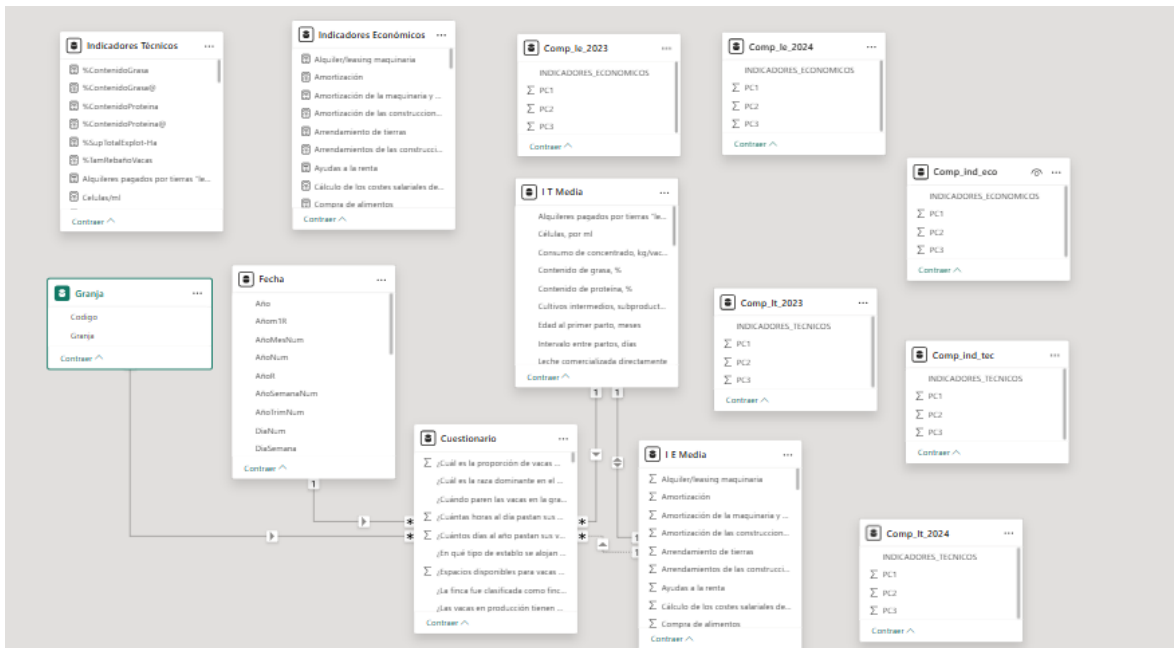 Indicadores Técnicos
%ContenidoGrasa
%ContenidoGrasa@
%ContenidoProteina
%ContenidoProteina@
%SupTotalExplot-Ha
%TamRebañoVacas
Alquileres pagados por tierras "le...
Celulas/ml
Contraer
Indicadores Económicos
Alquiler/leasing maquinaria
Amortización
Amortización de la maquinaria y ...
Amortización de las construccion...
Arrendamiento de tierras
Arrendamientos de las construcci...
Ayudas a la renta
Cálculo de los costes salariales de...
Compra de alimentos
Contraer
Comp_Ie_2023
INDICADORES_ECONOMICOS
PC1
PC2
PC3
Contraer
Comp_Ie_2024
INDICADORES_ECONOMICOS
PC1
PC2
PC3
Contraer
Comp_ind_eco
INDICADORES_ECONOMICOS
PC1
PC2
PC3
Contraer
I T Media
Alquileres pagados por tierras "le...
Células, por ml
Consumo de concentrado, kg/vac...
Contenido de grasa, %
Contenido de proteína, %
Cultivos intermedios, subproduct...
Edad al primer parto, meses
Intervalo entre partos, días
Leche comercializada directamente
Contraer
1
1
Granja
Codigo
Granja
Contraer
Fecha
Año
Añom1R
AñoMesNum
AñoNum
AñoR
AñoSemanaNum
AñoTrimNum
DiaNum
DiaSemana
Contraer
1
Comp_It_2023
INDICADORES_TECNICOS
PC1
PC2
PC3
Contraer
Comp_ind_tec
INDICADORES_TECNICOS
PC1
PC2
PC3
Contraer
Cuestionario
¿Cuál es la proporción de vacas ...
¿Cuál es la raza dominante en el ...
¿Cuándo paren las vacas en la gra...
¿Cuántas horas al día pastan sus ...
¿Cuántos días al año pastan sus v...
¿En qué tipo de establo se alojan ...
¿Espacios disponibles para vacas ...
¿La finca fue clasificada como finc...
¿Las vacas en producción tienen ...
Contraer
*
*
*
*
1
1
I E Media
Alquiler/leasing maquinaria
Amortización
Amortización de la maquinaria y ...
Amortización de las construccion...
Arrendamiento de tierras
Arrendamientos de las construcci...
Ayudas a la renta
Cálculo de los costes salariales de...
Compra de alimentos
Contraer
Comp_It_2024
INDICADORES_TECNICOS
PC1
PC2
PC3
Contraer